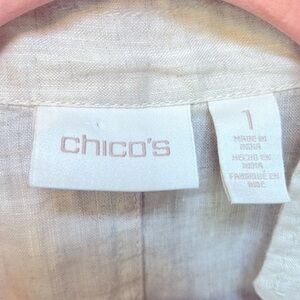 chico's
1
MADE IN
INDIA
HECHO EN
INDIA
FABRIQUÉ EN
INDE